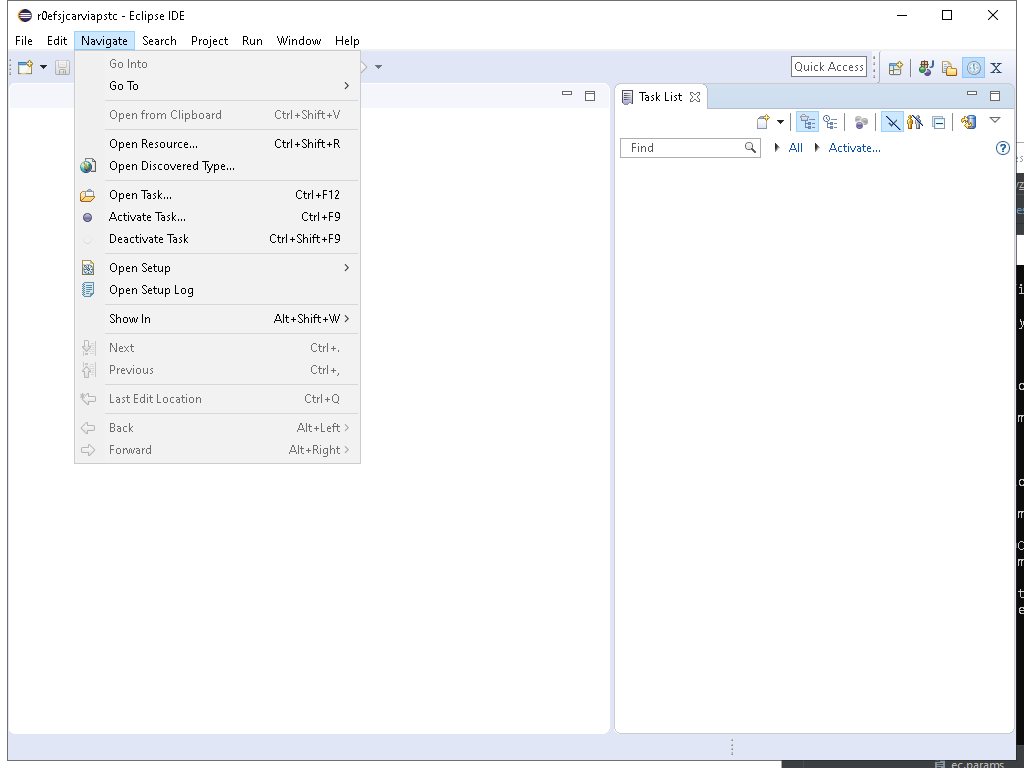 r0efsjcarviapstc - Eclipse IDE
File Edit Navigate Search Project Run Window Help
Quick Access
Go Into
Go To
Open from Clipboard Ctrl+Shift+V
Open Resource... Ctrl+Shift+R
Open Discovered Type...
Open Task... Ctrl+F12
Activate Task... Ctrl+F9
Deactivate Task Ctrl+Shift+F9
Open Setup
Open Setup Log
Show In Alt+Shift+W
Next Ctrl+.
Previous Ctrl+,
Last Edit Location Ctrl+Q
Back Alt+Left
Forward Alt+Right
Task List
Find All Activate...
ec.params